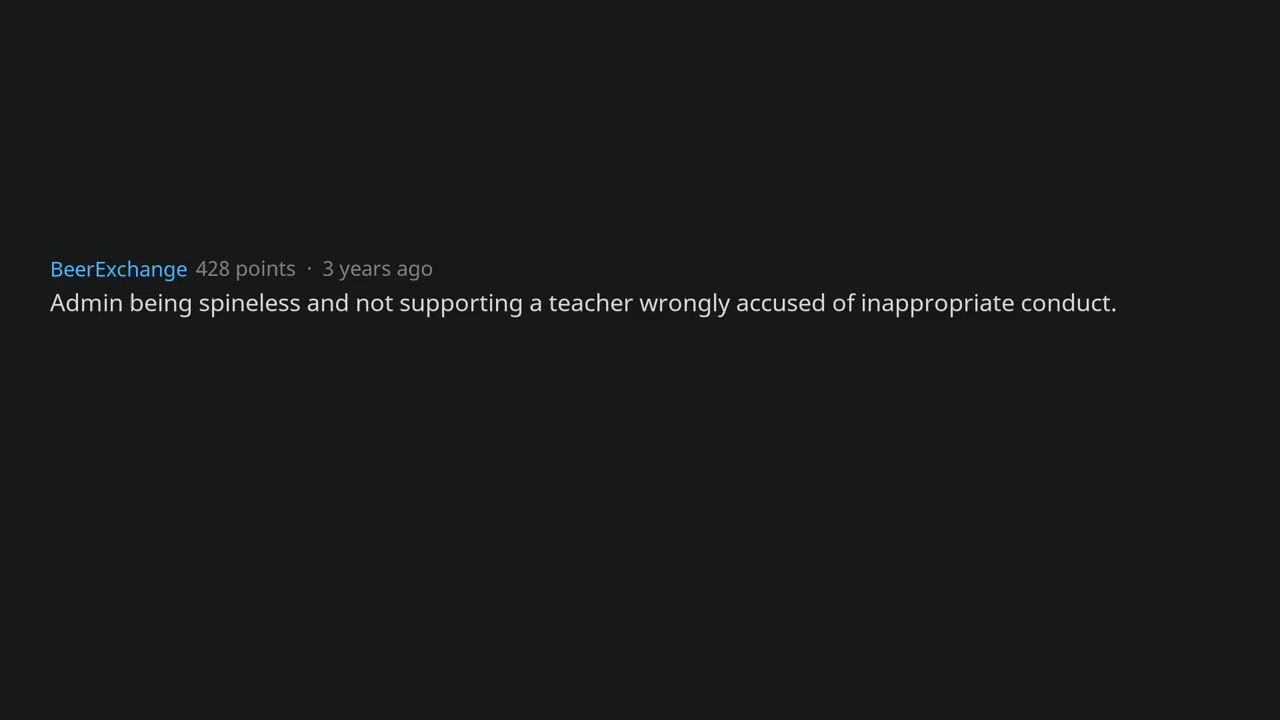 BeerExchange 428 points · 3 years ago
Admin being spineless and not supporting a teacher wrongly accused of inappropriate conduct.